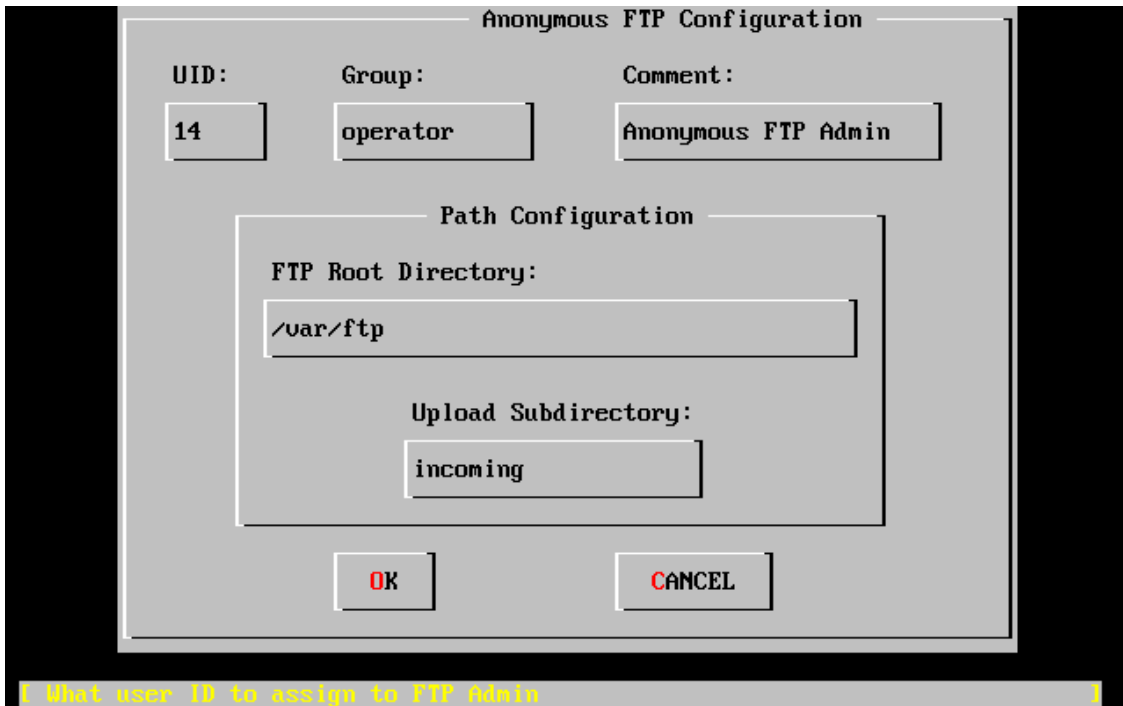 Anonymous FTP Configuration
UID: Group: Comment:
14 operator Anonymous FTP Admin
Path Configuration
FTP Root Directory:
/var/ftp
Upload Subdirectory:
incoming
OK CANCEL
[ What user ID to assign to FTP Admin ]